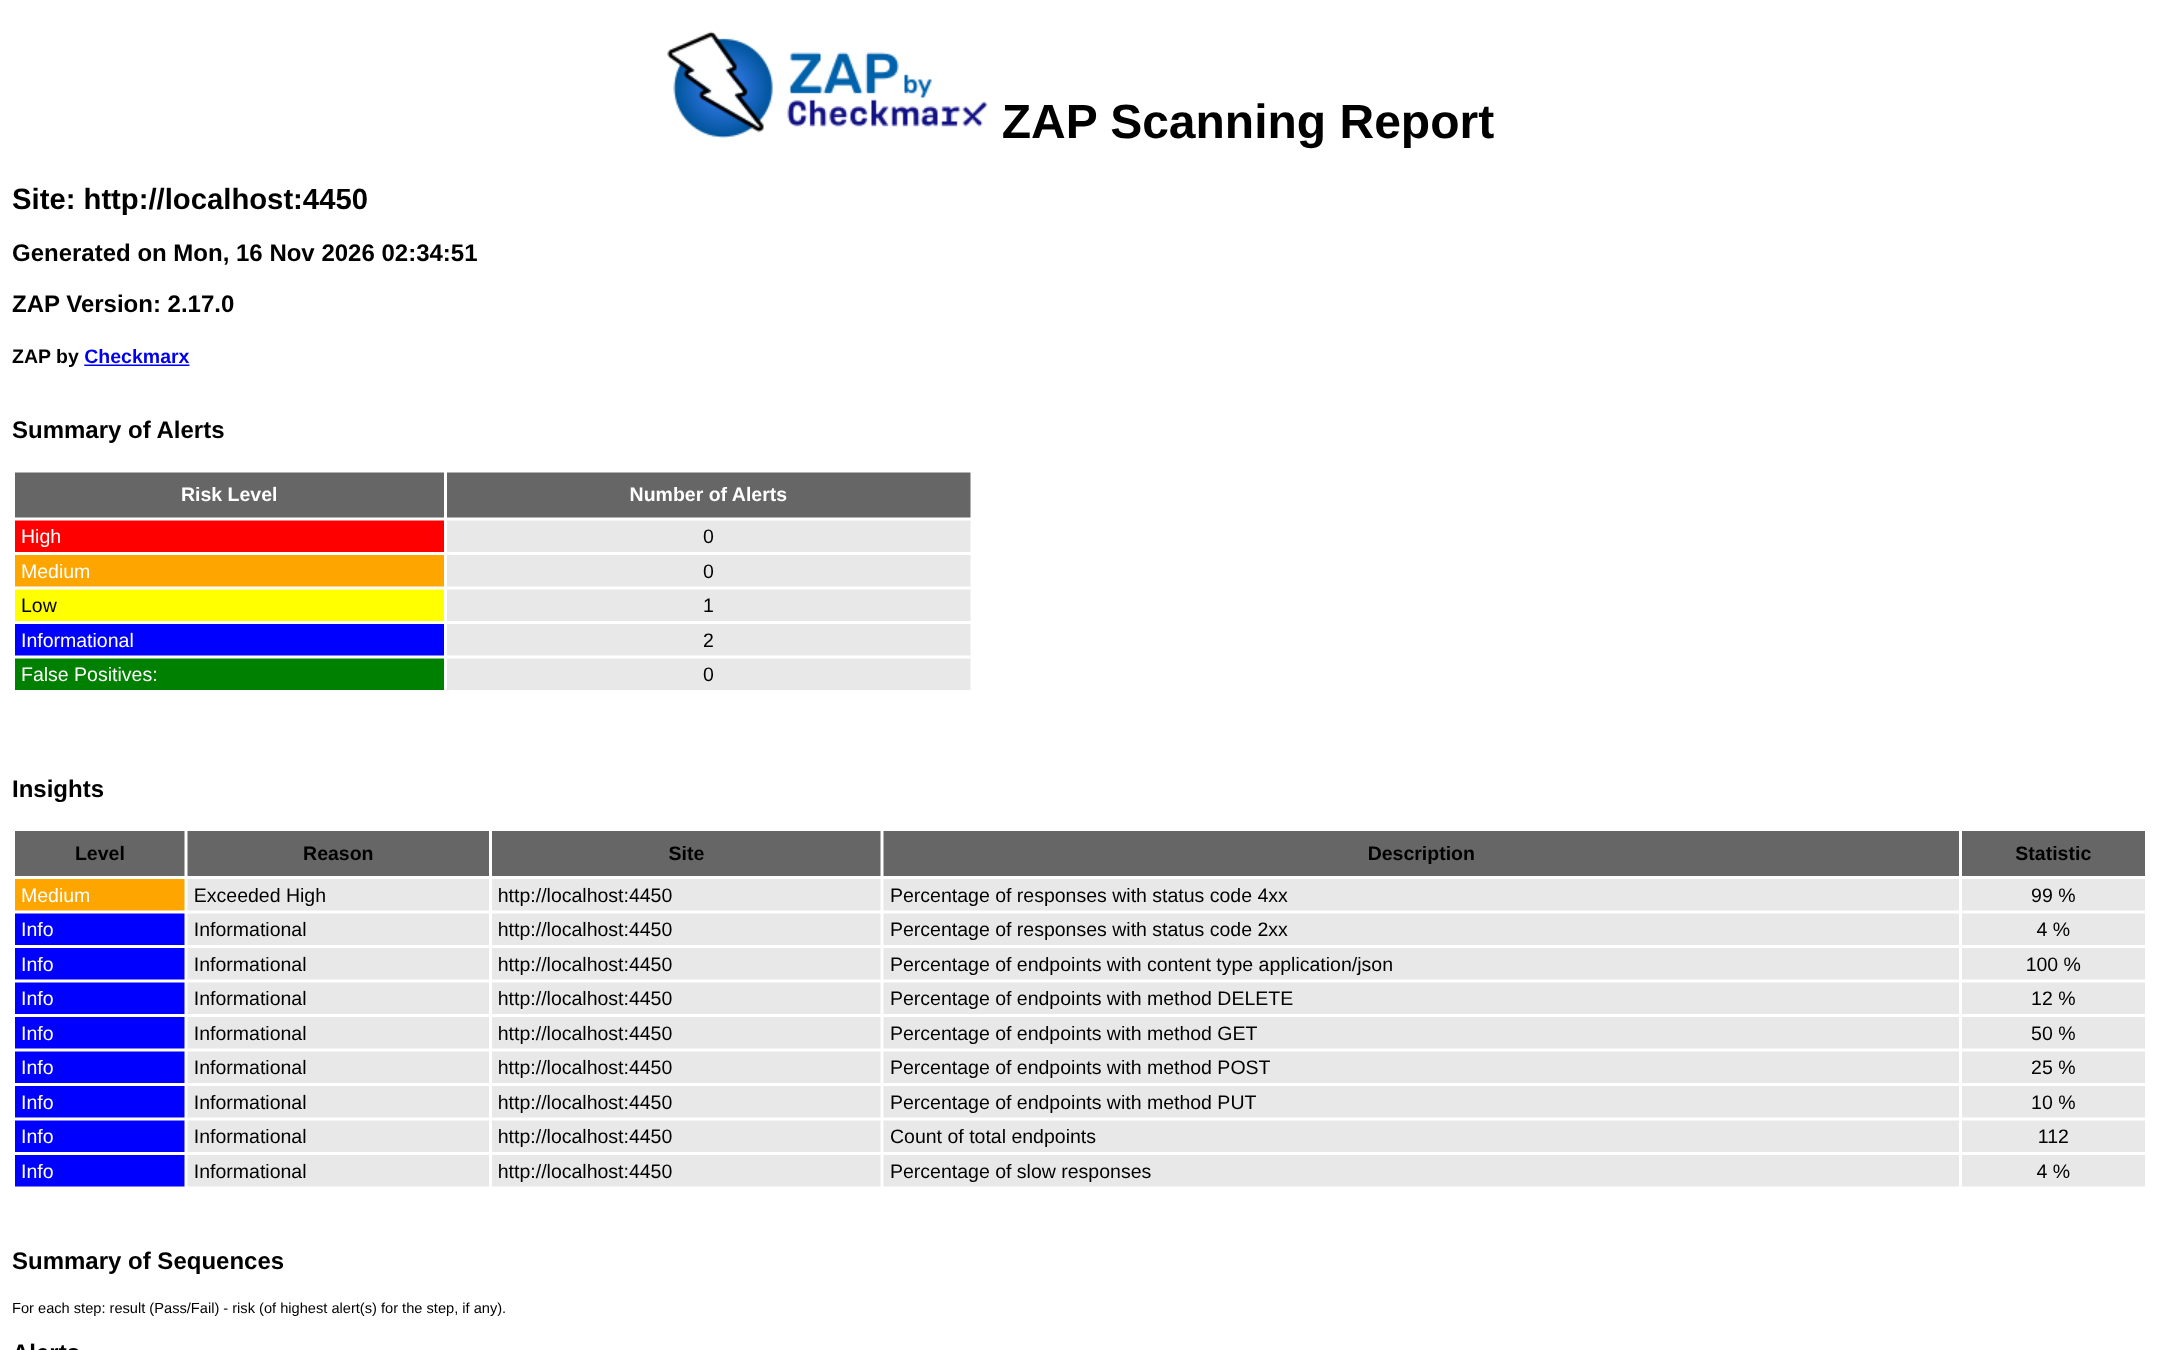 ZAP by
Checkmarx ZAP Scanning Report
Site: http://localhost:4450
Generated on Mon, 16 Nov 2026 02:34:51
ZAP Version: 2.17.0
ZAP by Checkmarx
Summary of Alerts
Risk Level Number of Alerts
High 0
Medium 0
Low 1
Informational 2
False Positives: 0
Insights
Level Reason Site Description Statistic
Medium Exceeded High http://localhost:4450 Percentage of responses with status code 4xx 99 %
Info Informational http://localhost:4450 Percentage of responses with status code 2xx 4 %
Info Informational http://localhost:4450 Percentage of endpoints with content type application/json 100 %
Info Informational http://localhost:4450 Percentage of endpoints with method DELETE 12 %
Info Informational http://localhost:4450 Percentage of endpoints with method GET 50 %
Info Informational http://localhost:4450 Percentage of endpoints with method POST 25 %
Info Informational http://localhost:4450 Percentage of endpoints with method PUT 10 %
Info Informational http://localhost:4450 Count of total endpoints 112
Info Informational http://localhost:4450 Percentage of slow responses 4 %
Summary of Sequences
For each step: result (Pass/Fail) - risk (of highest alert(s) for the step, if any).
Alerts